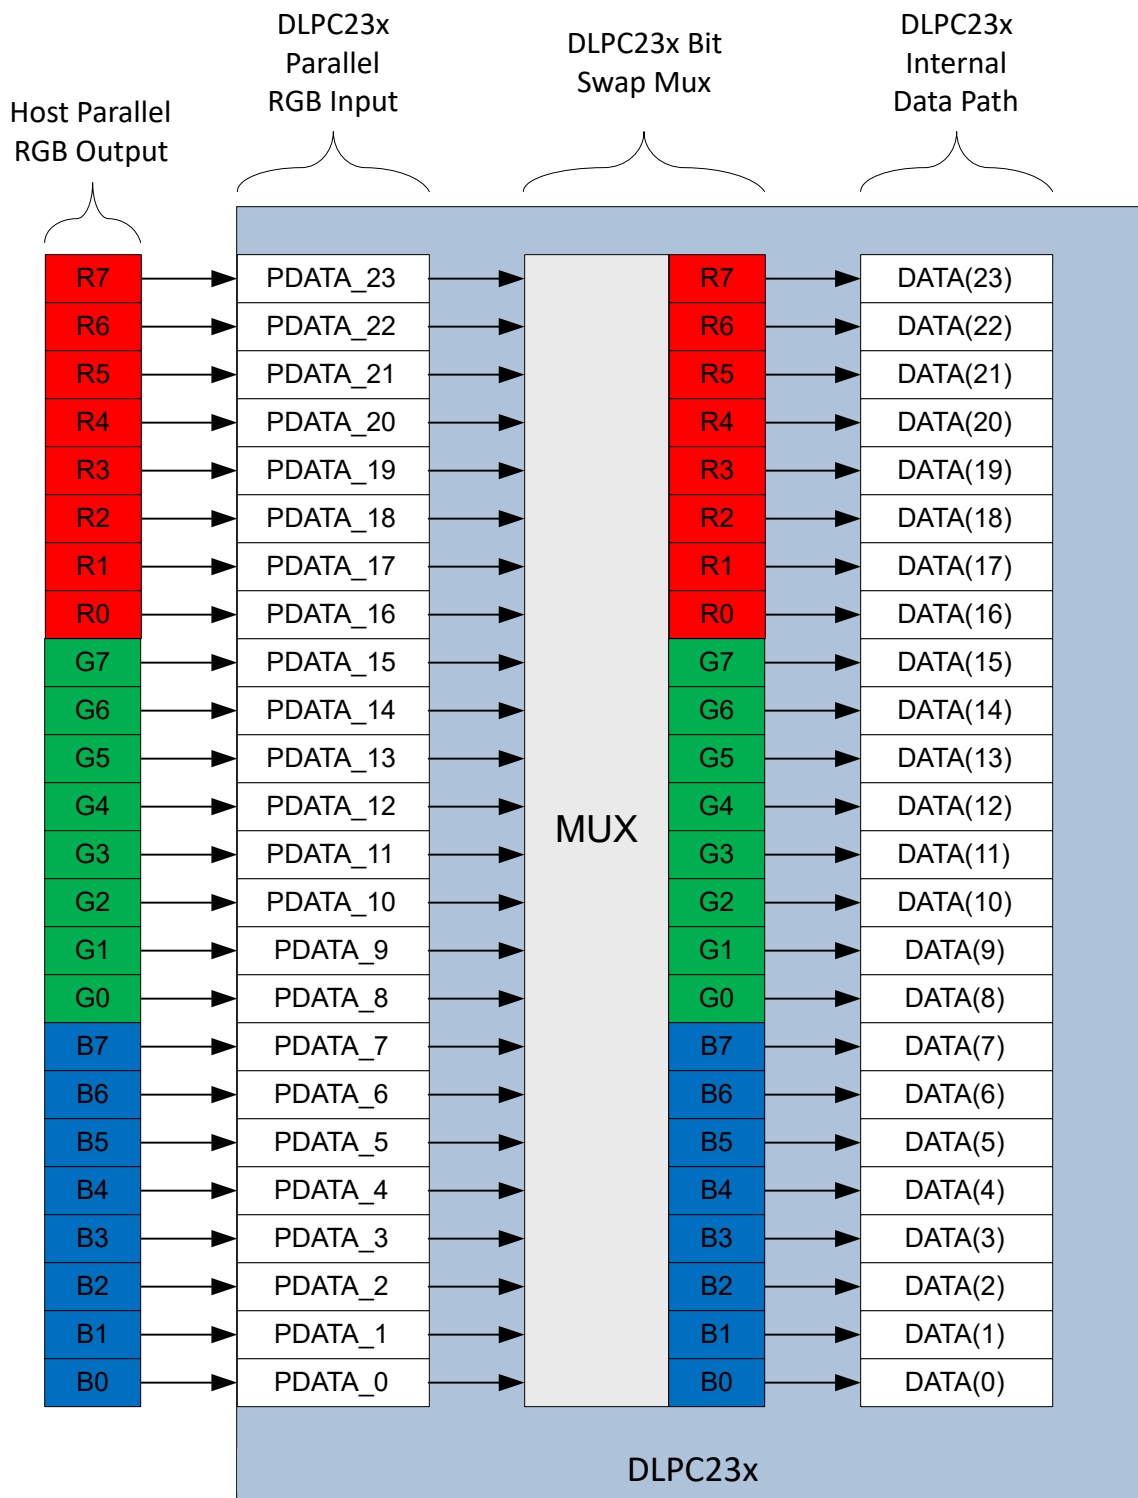 DLPC23x
Parallel
RGB Input
DLPC23x Bit
Swap Mux
DLPC23x
Internal
Data Path
Host Parallel
RGB Output
R7 PDATA_23 R7 DATA(23)
R6 PDATA_22 R6 DATA(22)
R5 PDATA_21 R5 DATA(21)
R4 PDATA_20 R4 DATA(20)
R3 PDATA_19 R3 DATA(19)
R2 PDATA_18 R2 DATA(18)
R1 PDATA_17 R1 DATA(17)
R0 PDATA_16 R0 DATA(16)
G7 PDATA_15 G7 DATA(15)
G6 PDATA_14 G6 DATA(14)
G5 PDATA_13 G5 DATA(13)
G4 PDATA_12 G4 DATA(12)
MUX
G3 PDATA_11 G3 DATA(11)
G2 PDATA_10 G2 DATA(10)
G1 PDATA_9 G1 DATA(9)
G0 PDATA_8 G0 DATA(8)
B7 PDATA_7 B7 DATA(7)
B6 PDATA_6 B6 DATA(6)
B5 PDATA_5 B5 DATA(5)
B4 PDATA_4 B4 DATA(4)
B3 PDATA_3 B3 DATA(3)
B2 PDATA_2 B2 DATA(2)
B1 PDATA_1 B1 DATA(1)
B0 PDATA_0 B0 DATA(0)
DLPC23x